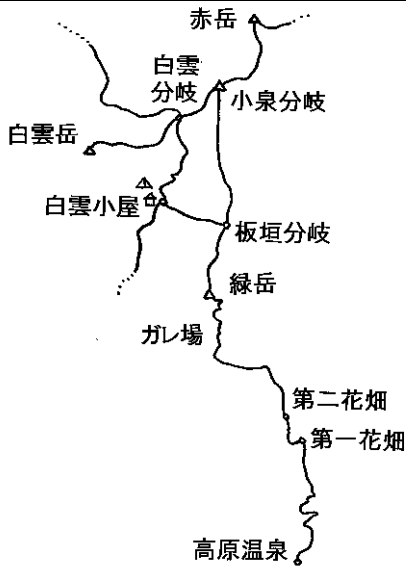 赤岳
白雲
分岐
小泉分岐
白雲岳
白雲小屋
板垣分岐
緑岳
ガレ場
第二花畑
第一花畑
高原温泉